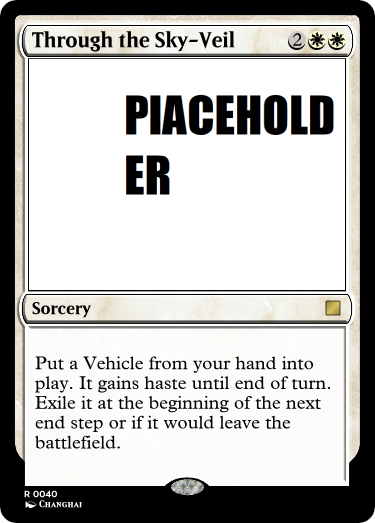 Through the Sky-Veil 2
PIACEHOLD
ER
Sorcery
Put a Vehicle from your hand into
play. It gains haste until end of turn.
Exile it at the beginning of the next
end step or if it would leave the
battlefield.
R 0040
Changhai